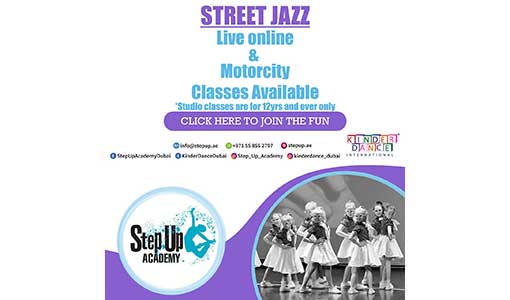 STREET JAZZ
Live online
&
Motorcity
Classes Available
*Studio classes are for 12yrs and over only
CLICK HERE TO JOIN THE FUN
info@stepup.ae +971 55 855 2707 stepup.ae
StepUpAcademyDubai KinderDanceDubai Step_Up_Academy kinderdance_dubai
KINDER
DANCE
INTERNATIONAL
Step Up
ACADEMY